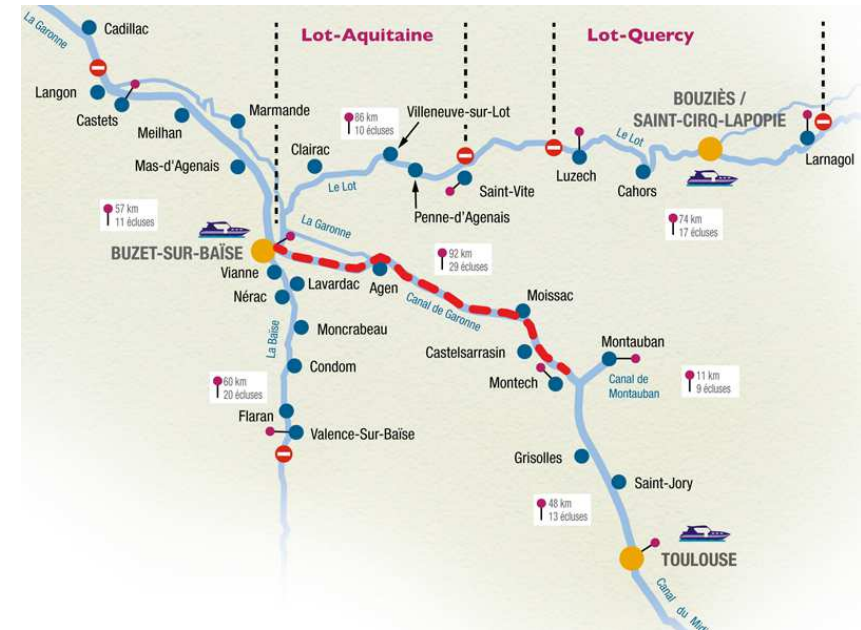 La Garonne
Cadillac
Lot-Aquitaine
Lot-Quercy
Langon
Castets
Meilhan
Marmande
Mas-d'Agenais
86 km
10 écluses
Villeneuve-sur-Lot
Clairac
Le Lot
Penne-d'Agenais
Saint-Vite
Luzech
Le Lot
Cahors
BOUZIÈS /
SAINT-CIRQ-LAPOPIE
Larnagol
74 km
17 écluses
57 km
11 écluses
BUZET-SUR-BAÏSE
La Garonne
92 km
29 écluses
Vianne
Lavardac
Nérac
Agen
Canal de Garonne
Moissac
La Baïse
Moncrabeau
Condom
Castelsarrasin
Montauban
Montech
Canal de
Montauban
11 km
9 écluses
60 km
20 écluses
Flaran
Valence-Sur-Baïse
Grisolles
Saint-Jory
48 km
13 écluses
TOULOUSE
Canal du Midi